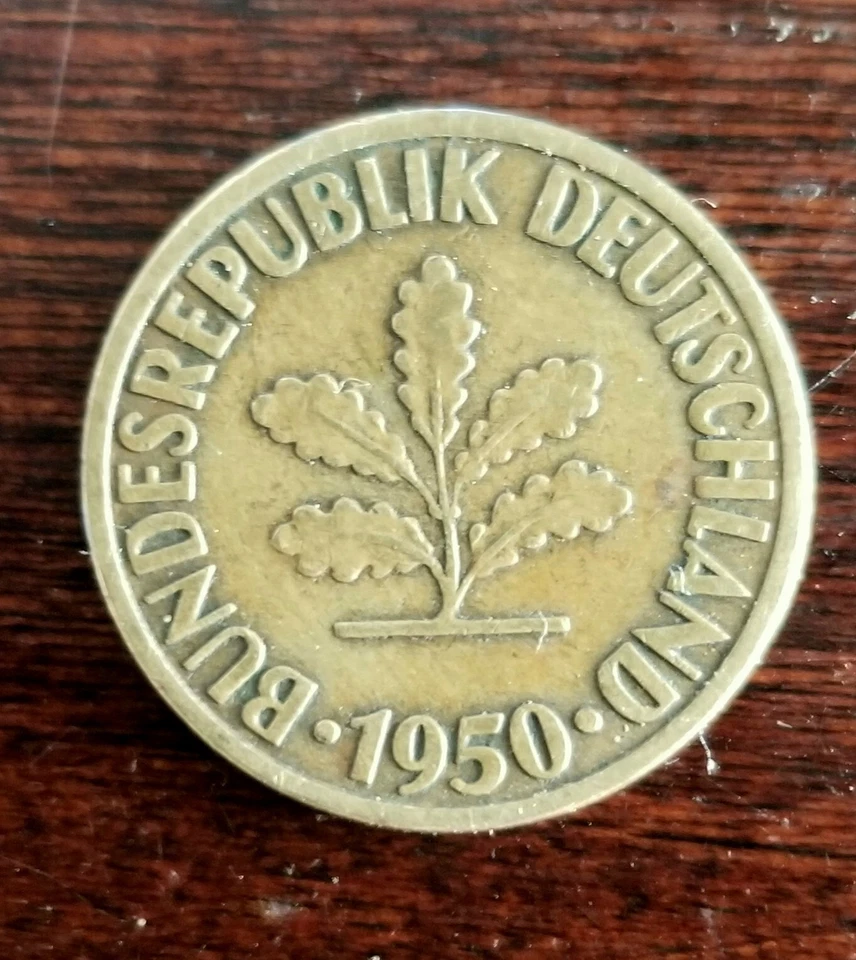 BUNDESREPUBLIK DEUTSCHLAND
· 1950 ·